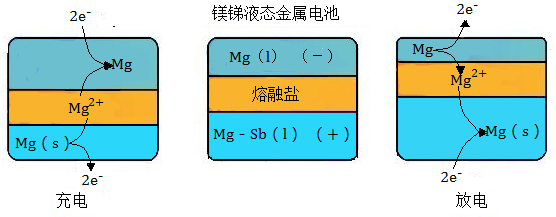 镁锑液态金属电池
2e⁻
Mg
Mg²⁺
Mg（s）
2e⁻
充电
Mg（l）（－）
熔融盐
Mg－Sb（l）（+）
2e⁻
Mg
Mg²⁺
Mg（s）
2e⁻
放电